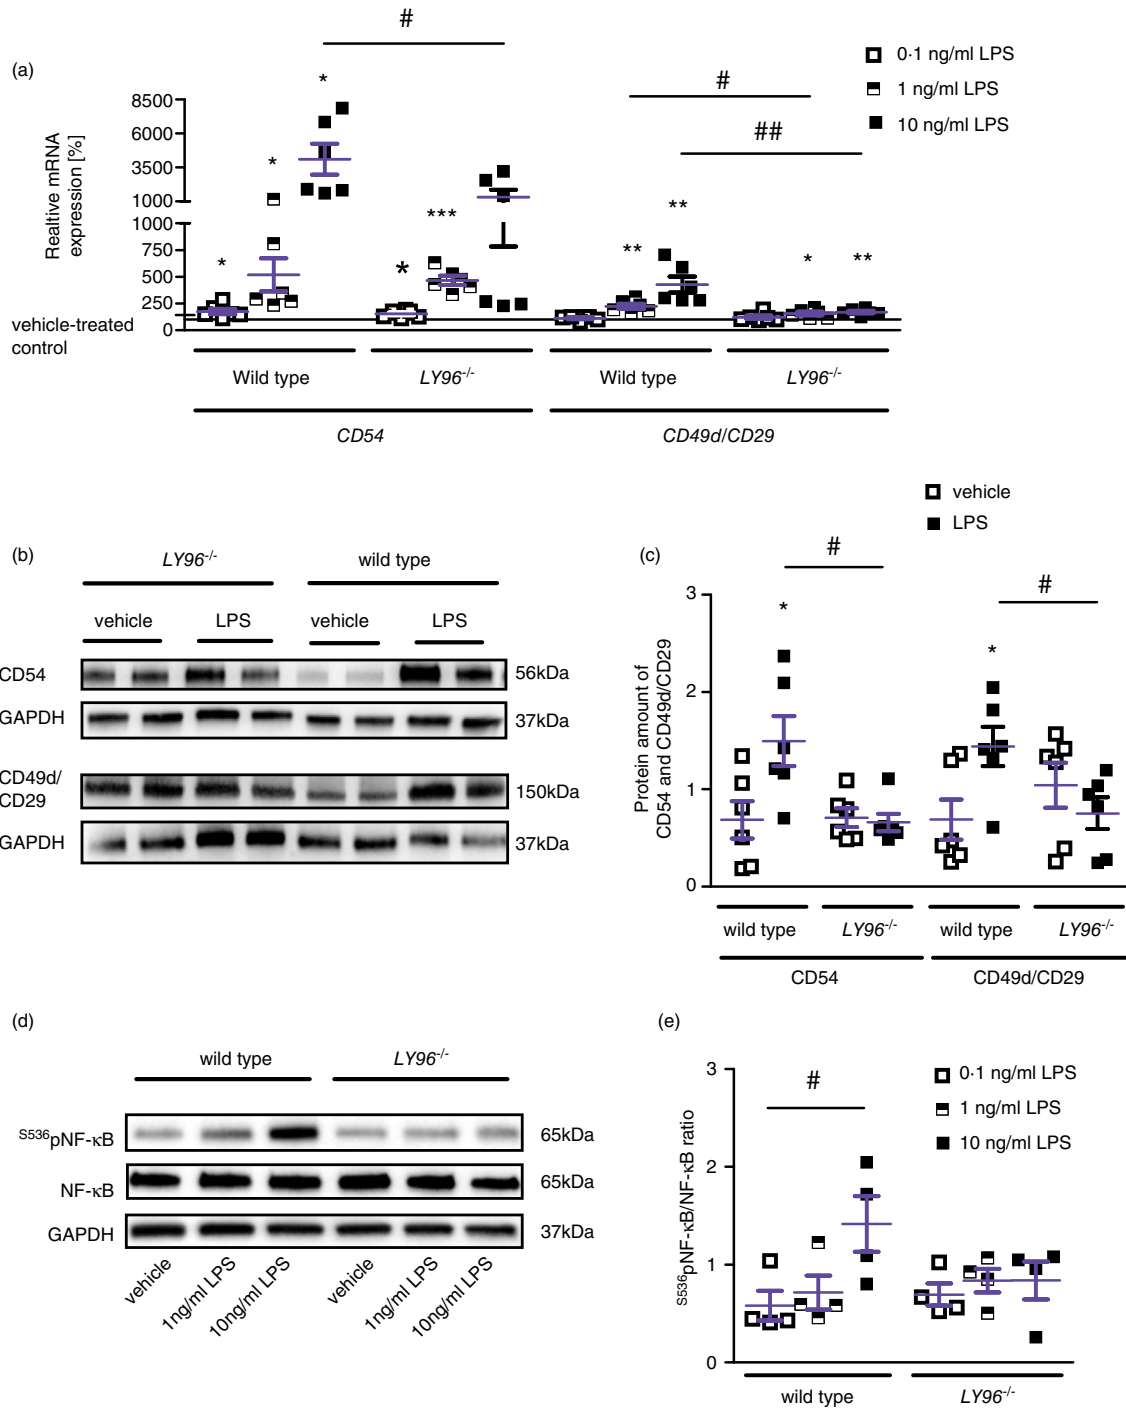 (a)
#
0·1 ng/ml LPS
1 ng/ml LPS
10 ng/ml LPS
#
##
Realtive mRNA
expression [%]
8500
6000
3500
1000
1000
750
500
250
0
vehicle-treated
control
*
*
*
*
***
**
**
*
**
Wild type
LY96-/-
Wild type
LY96-/-
CD54
CD49d/CD29
(b)
LY96-/-
wild type
vehicle
LPS
vehicle
LPS
CD54
56kDa
GAPDH
37kDa
CD49d/
CD29
150kDa
GAPDH
37kDa
(c)
vehicle
LPS
#
#
*
*
Protein amount of
CD54 and CD49d/CD29
3
2
1
0
wild type
LY96-/-
wild type
LY96-/-
CD54
CD49d/CD29
(d)
wild type
LY96-/-
S536pNF-κB
65kDa
NF-κB
65kDa
GAPDH
37kDa
vehicle
1ng/ml LPS
10ng/ml LPS
vehicle
1ng/ml LPS
10ng/ml LPS
(e)
0·1 ng/ml LPS
1 ng/ml LPS
10 ng/ml LPS
#
S536pNF-κB/NF-κB ratio
3
2
1
0
wild type
LY96-/-